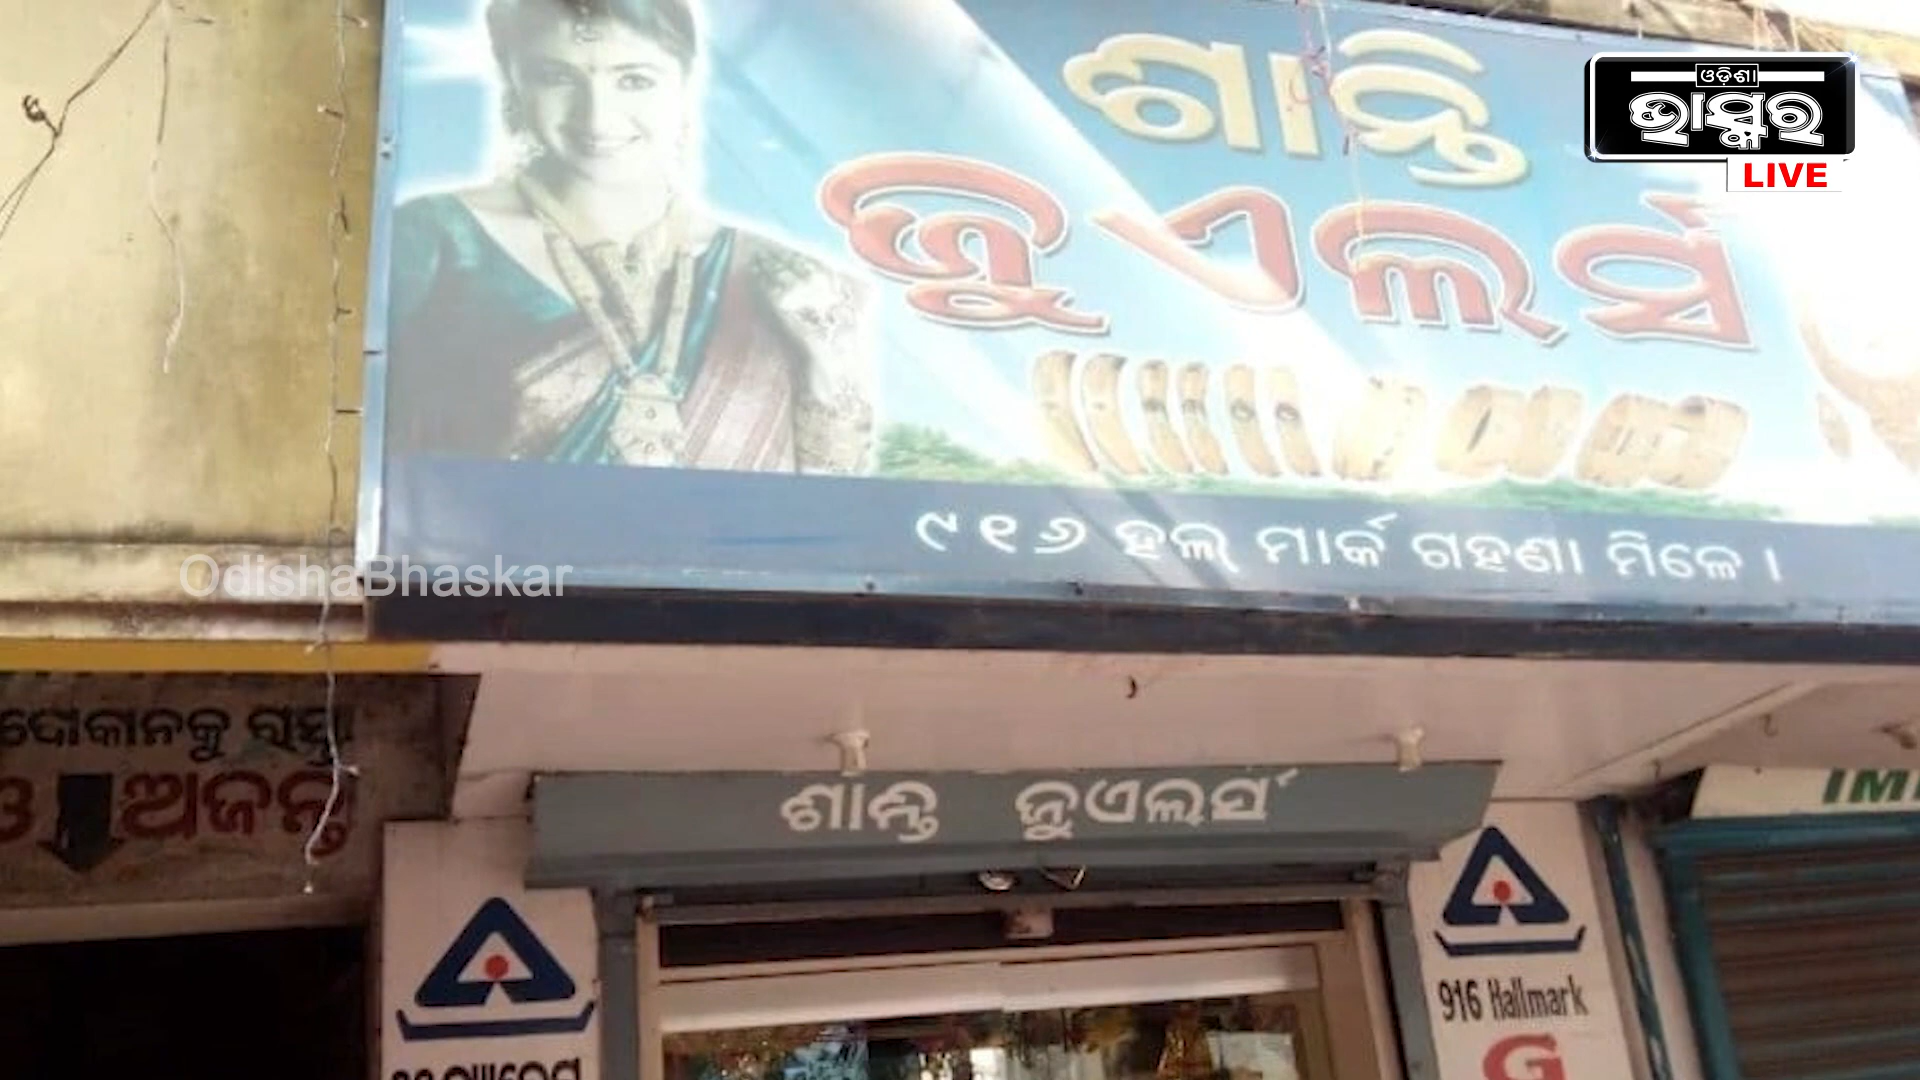 ଶାନ୍ତି
ଜୁଏଲର୍ସ
୯୧୬ ହଲ୍ ମାର୍କ ଗହଣା ମିଳେ ।
ଓଡ଼ିଶା
ଭାସ୍କର
LIVE
OdishaBhaskar
ଦୋକାନକୁ ରାସ୍ତା
ଅଜନ୍ତା
ଶାନ୍ତି ଜୁଏଲର୍ସ
916 Hallmark
G